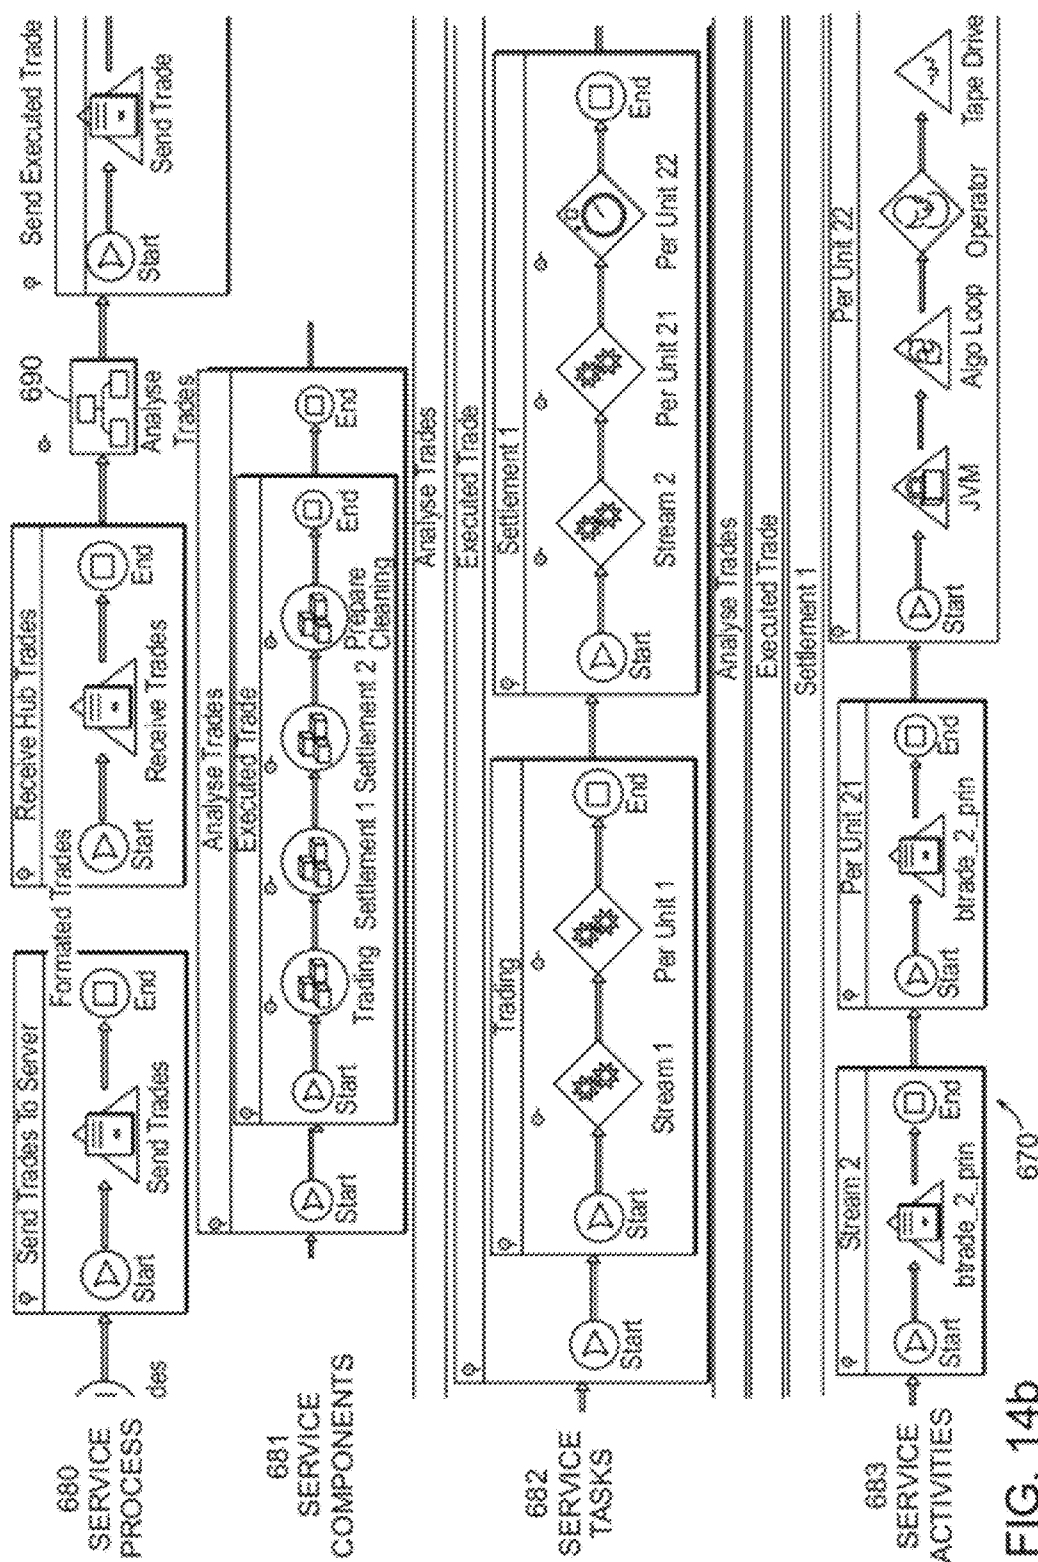 680
SERVICE
PROCESS
des
Send Trades To Server
Start
Send Trades
End
Formated Trades
Receive Hub Trades
Start
Receive Trades
End
690
Analyse
Trades
Send Executed Trade
Start
Send Trade
681
SERVICE
COMPONENTS
Analyse Trades
Start
Executed Trade
Start
Trading
Settlement 1
Settlement 2
Prepare
Cleaning
End
End
Analyse Trades
Executed Trade
682
SERVICE
TASKS
Start
Trading
Start
Stream 1
Per Unit 1
End
Settlement 1
Start
Stream 2
Per Unit 21
Per Unit 22
End
Analyse Trades
Executed Trade
Settlement 1
683
SERVICE
ACTIVITIES
Stream 2
Start
btrade_2_prin
End
Per Unit 21
Start
btrade_2_prin
End
Per Unit 22
Start
JVM
Algo Loop
Operator
Tape Drive
670
FIG. 14b